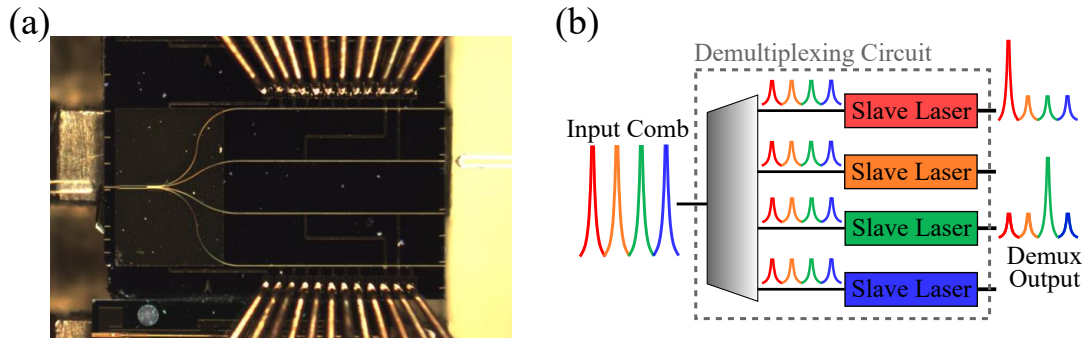 (a)
(b)
Demultiplexing Circuit
Input Comb
Slave Laser
Slave Laser
Slave Laser
Slave Laser
Demux
Output